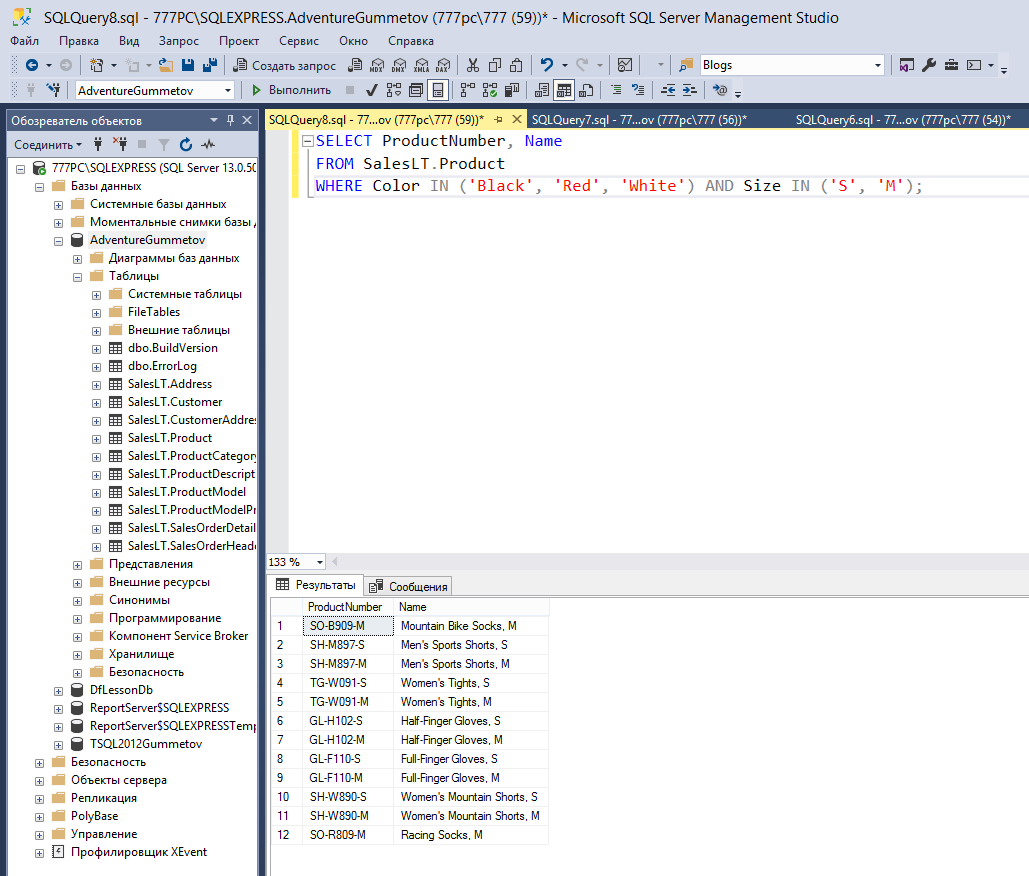 SQLQuery8.sql - 777PC\SQLEXPRESS.AdventureGummetov (777pc\777 (59))* - Microsoft SQL Server Management Studio
Файл Правка Вид Запрос Проект Сервис Окно Справка
Создать запрос MDX DMX XMLA DAX Blogs
AdventureGummetov Выполнить
Обозреватель объектов
Соединить
777PC\SQLEXPRESS (SQL Server 13.0.50
Базы данных
Системные базы данных
Моментальные снимки базы д
AdventureGummetov
Диаграммы баз данных
Таблицы
Системные таблицы
FileTables
Внешние таблицы
dbo.BuildVersion
dbo.ErrorLog
SalesLT.Address
SalesLT.Customer
SalesLT.CustomerAddres
SalesLT.Product
SalesLT.ProductCategory
SalesLT.ProductDescript
SalesLT.ProductModel
SalesLT.ProductModelPr
SalesLT.SalesOrderDetail
SalesLT.SalesOrderHeade
Представления
Внешние ресурсы
Синонимы
Программирование
Компонент Service Broker
Хранилище
Безопасность
DfLessonDb
ReportServer$SQLEXPRESS
ReportServer$SQLEXPRESSTemp
TSQL2012Gummetov
Безопасность
Объекты сервера
Репликация
PolyBase
Управление
Профилировщик XEvent
SQLQuery8.sql - 77...ov (777pc\777 (59))* SQLQuery7.sql - 77...ov (777pc\777 (56))* SQLQuery6.sql - 77...ov (777pc\777 (54))*
SELECT ProductNumber, Name
FROM SalesLT.Product
WHERE Color IN ('Black', 'Red', 'White') AND Size IN ('S', 'M');
133 %
Результаты Сообщения
ProductNumber Name
1 SO-B909-M Mountain Bike Socks, M
2 SH-M897-S Men's Sports Shorts, S
3 SH-M897-M Men's Sports Shorts, M
4 TG-W091-S Women's Tights, S
5 TG-W091-M Women's Tights, M
6 GL-H102-S Half-Finger Gloves, S
7 GL-H102-M Half-Finger Gloves, M
8 GL-F110-S Full-Finger Gloves, S
9 GL-F110-M Full-Finger Gloves, M
10 SH-W890-S Women's Mountain Shorts, S
11 SH-W890-M Women's Mountain Shorts, M
12 SO-R809-M Racing Socks, M